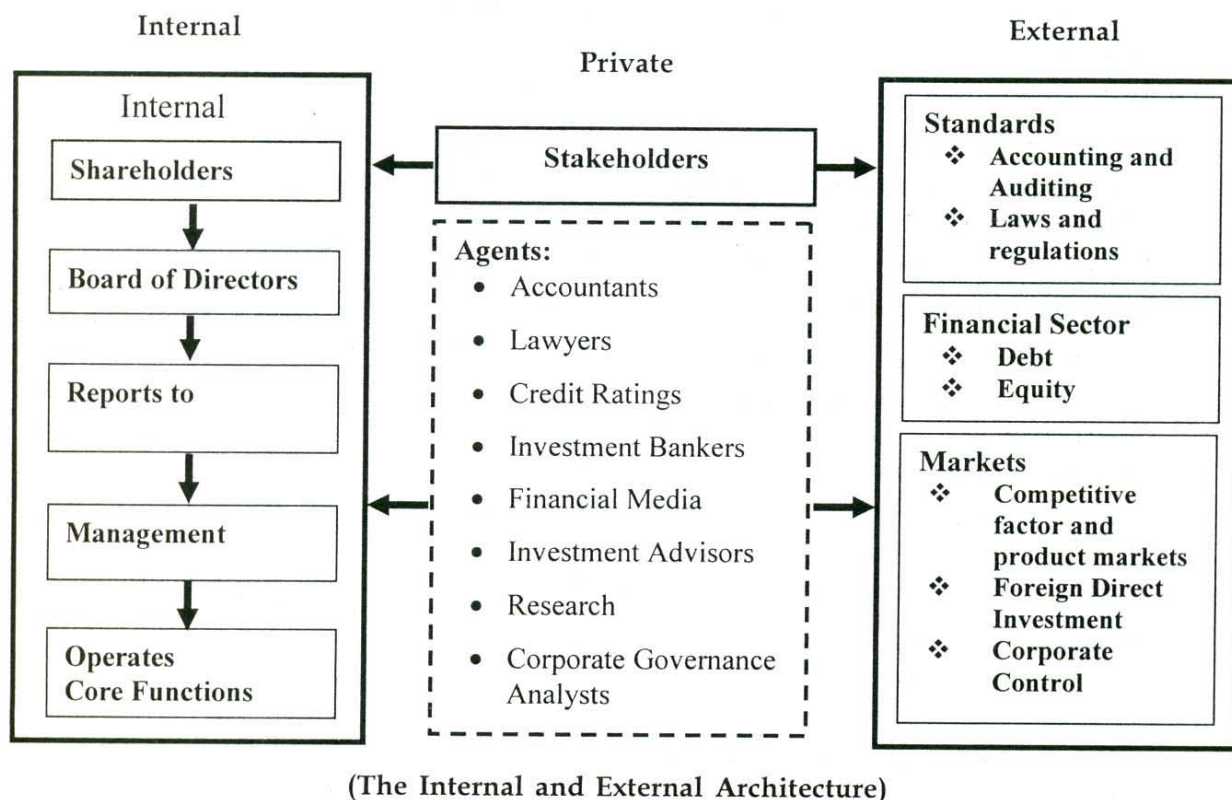 Internal
Private
External
Internal
Shareholders
Board of Directors
Reports to
Management
Operates
Core Functions
Stakeholders
Agents:
• Accountants
• Lawyers
• Credit Ratings
• Investment Bankers
• Financial Media
• Investment Advisors
• Research
• Corporate Governance
Analysts
Standards
❖ Accounting and
Auditing
❖ Laws and
regulations
Financial Sector
❖ Debt
❖ Equity
Markets
❖ Competitive
factor and
product markets
❖ Foreign Direct
Investment
❖ Corporate
Control
(The Internal and External Architecture)